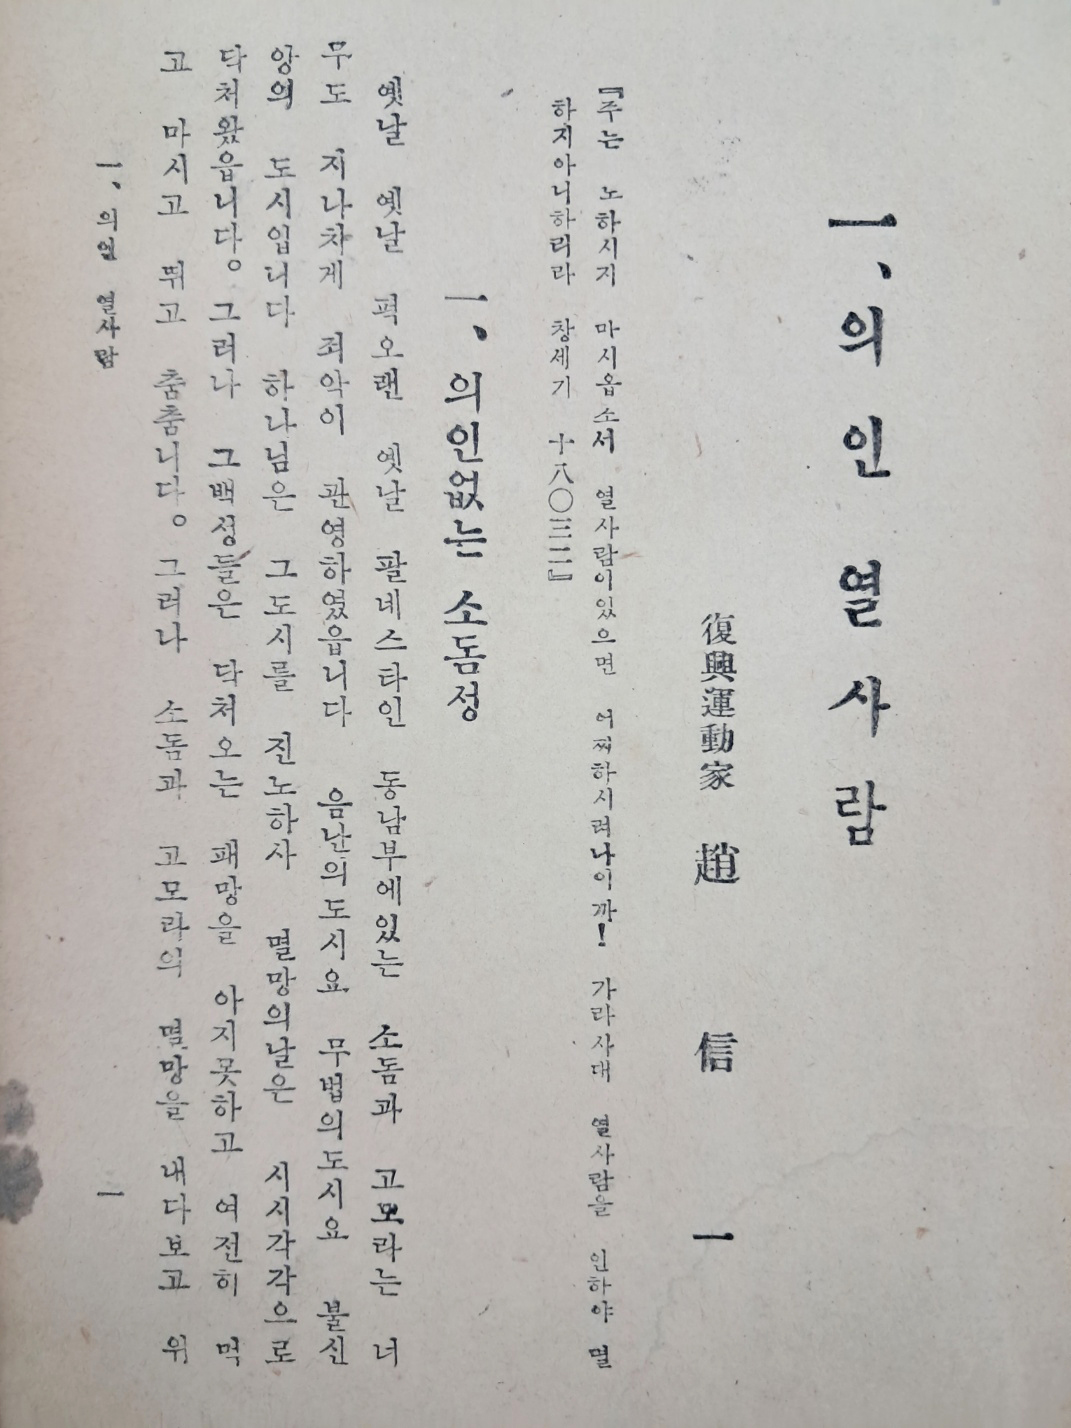 一、의인 열사람
復興運動家 趙 信 一
『주는 노하시지 마시옵소서 열사람이있으면 어찌하시려나이까! 가라사대 열사람을 인하야 멸
하지아니하리라 창세기 十八〇三二』
一、의인없는 소돔성
옛날 옛날 퍽오랜 옛날 팔네스타인 동남부에있는 소돔과 고모라는 너
무도 지나차게 죄악이 관영하였읍니다 음난의도시요 무법의도시요 불신
앙의 도시입니다 하나님은 그도시를 진노하사 멸망의날은 시시각각으로
닥처왔읍니다。그러나 그백성들은 닥처오는 패망을 아지못하고 여전히 먹
고 마시고 뛰고 춤춤니다。그러나 소돔과 고모라의 멸망을 내다보고 위
一、의인 열사람
一